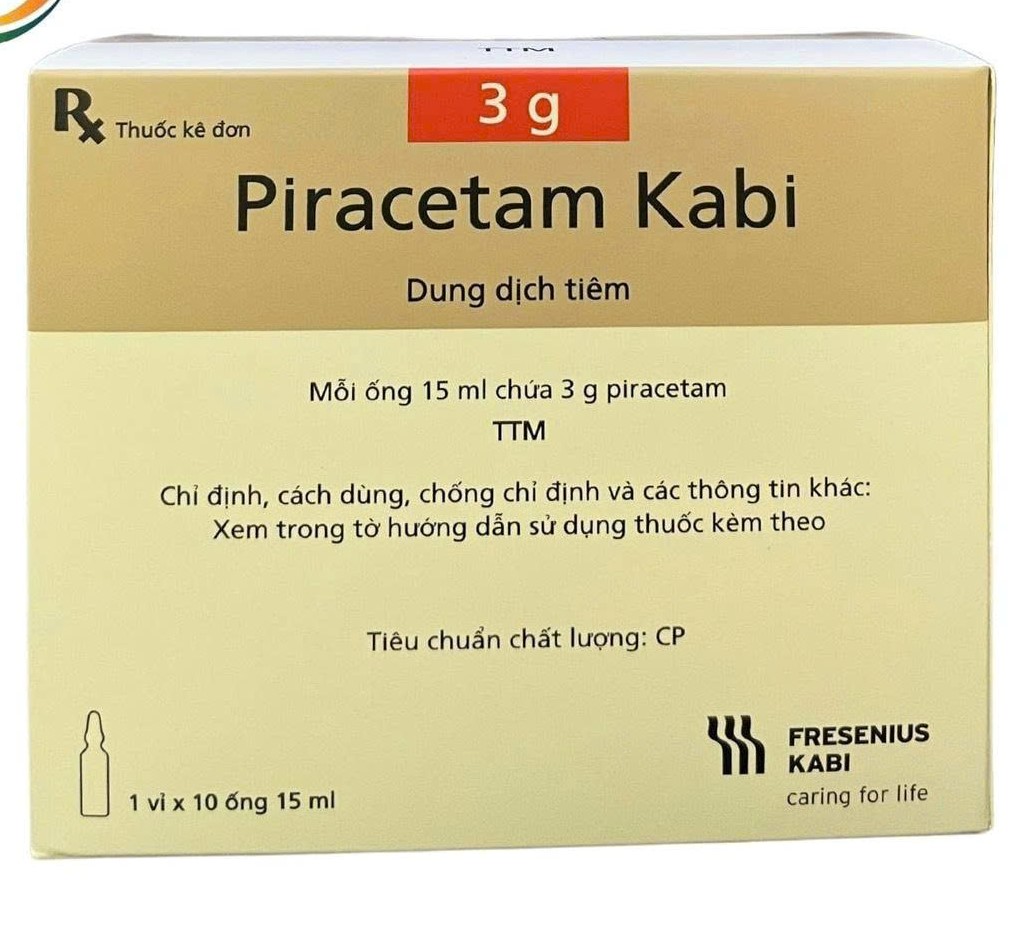 TTM
3 g
Rx Thuốc kê đơn
Piracetam Kabi
Dung dịch tiêm
Mỗi ống 15 ml chứa 3 g piracetam
TTM
Chỉ định, cách dùng, chống chỉ định và các thông tin khác:
Xem trong tờ hướng dẫn sử dụng thuốc kèm theo
Tiêu chuẩn chất lượng: CP
1 vỉ x 10 ống 15 ml
FRESENIUS
KABI
caring for life